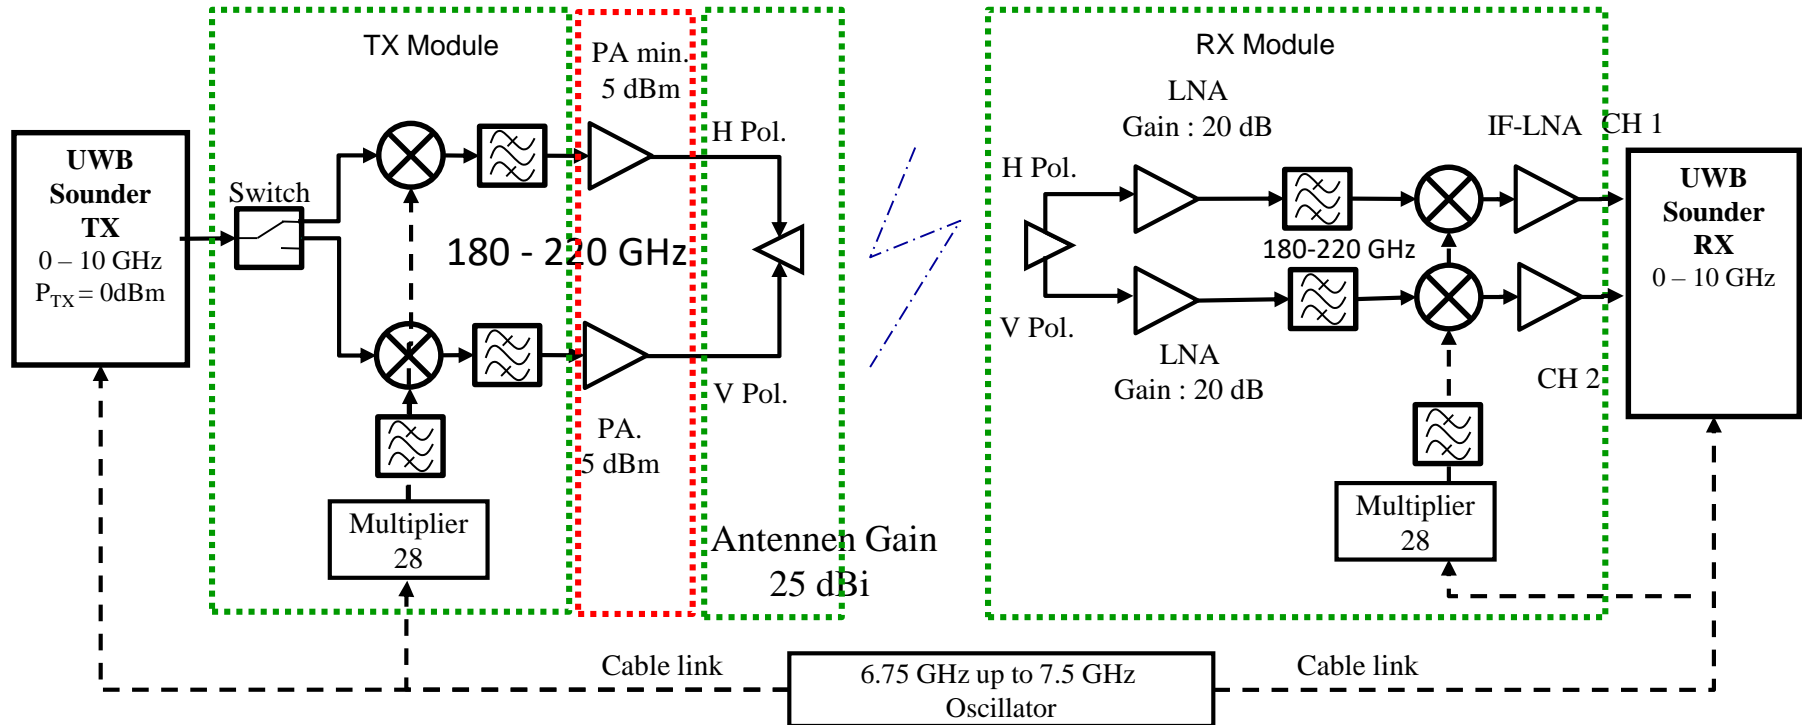 TX Module
PA min.
5 dBm
RX Module
LNA
Gain : 20 dB
IF-LNA
CH 1
UWB
Sounder
TX
0 – 10 GHz
PTX = 0dBm
Switch
H Pol.
H Pol.
UWB
Sounder
RX
0 – 10 GHz
180 - 220 GHz
180-220 GHz
V Pol.
V Pol.
LNA
Gain : 20 dB
CH 2
PA.
5 dBm
Multiplier
28
Antennen Gain
25 dBi
Multiplier
28
Cable link
6.75 GHz up to 7.5 GHz
Oscillator
Cable link